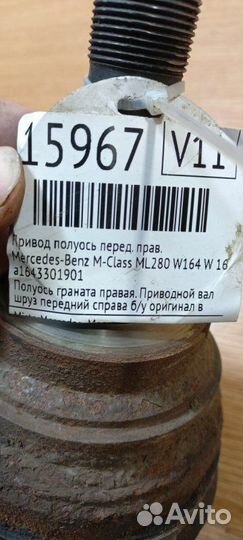 15967 V11
Привод полуось перед. прав.
Mercedes-Benz M-Class ML280 W164 W 16
a1643301901
Полуось граната правая. Приводной вал
шруз передний справа б/у оригинал в
Avito